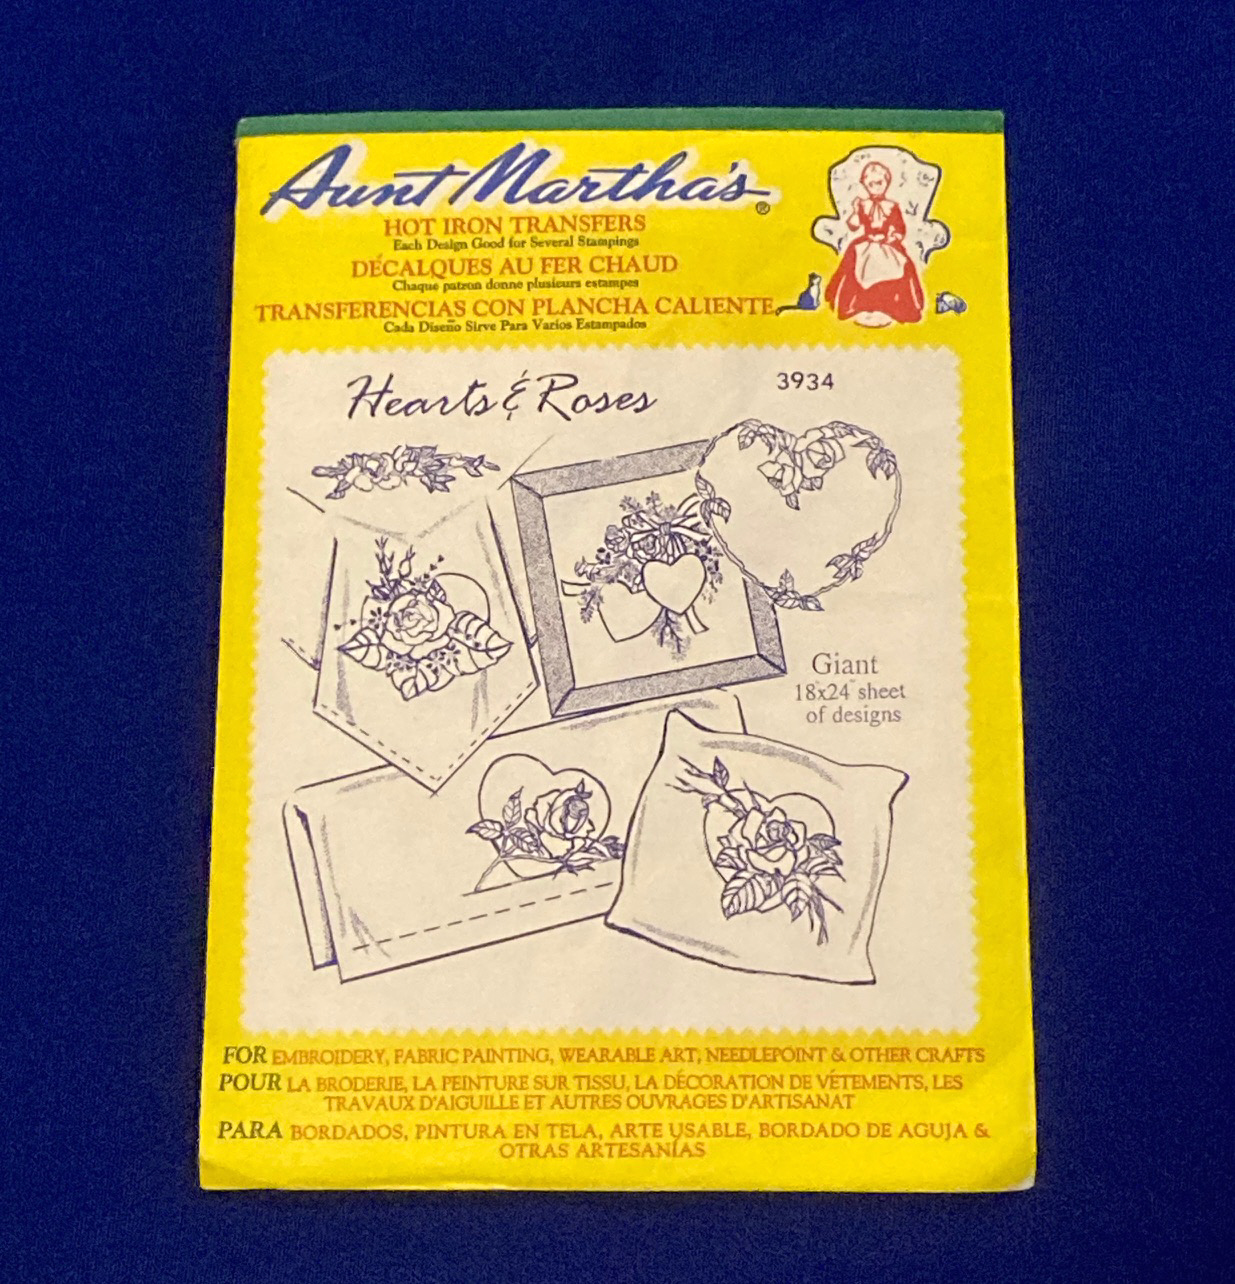 Aunt Martha's®
HOT IRON TRANSFERS
Each Design Good for Several Stampings
DÉCALQUES AU FER CHAUD
Chaque patron donne plusieurs estampes
TRANSFERENCIAS CON PLANCHA CALIENTE
Cada Diseño Sirve Para Varios Estampados
Hearts & Roses
3934
Giant
18"x24" sheet
of designs
FOR EMBROIDERY, FABRIC PAINTING, WEARABLE ART, NEEDLEPOINT & OTHER CRAFTS
POUR LA BRODERIE, LA PEINTURE SUR TISSU, LA DÉCORATION DE VÉTEMENTS, LES
TRAVAUX D'AIGUILLE ET AUTRES OUVRAGES D'ARTISANAT
PARA BORDADOS, PINTURA EN TELA, ARTE USABLE, BORDADO DE AGUJA &
OTRAS ARTESANÍAS